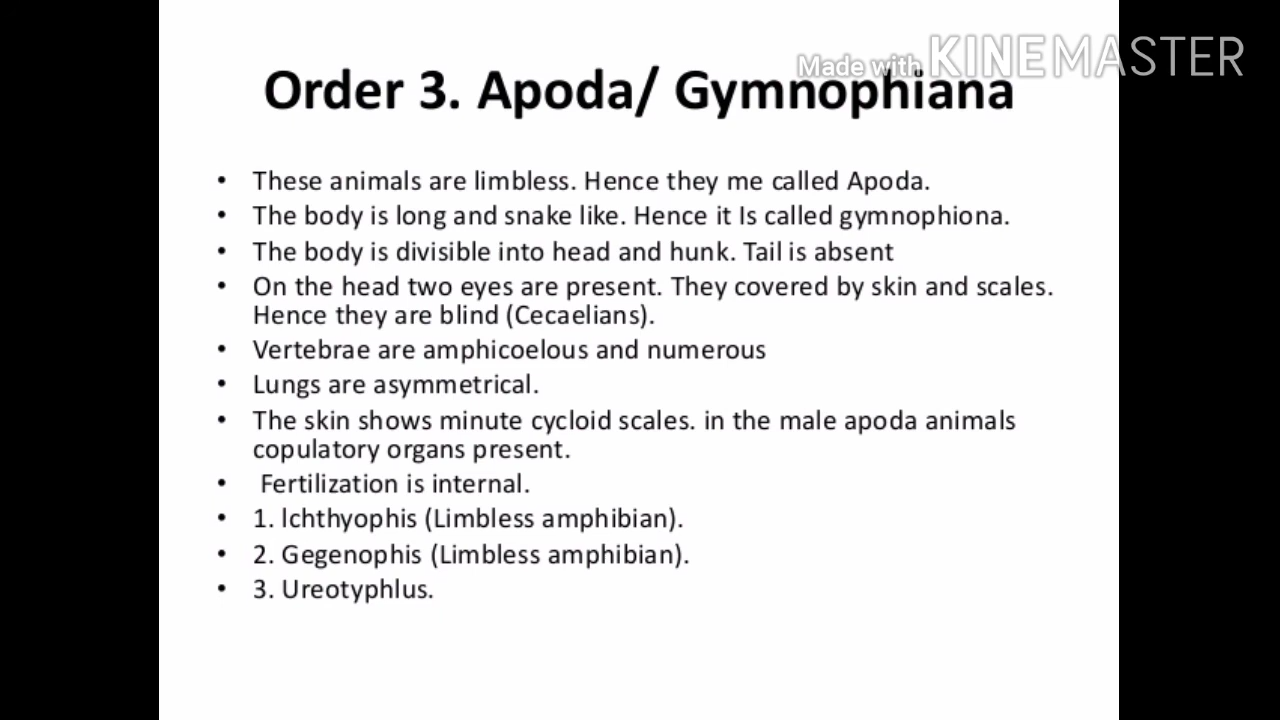 Made with KINEMASTER
Order 3. Apoda/ Gymnophiana
• These animals are limbless. Hence they me called Apoda.
• The body is long and snake like. Hence it Is called gymnophiona.
• The body is divisible into head and hunk. Tail is absent
• On the head two eyes are present. They covered by skin and scales.
Hence they are blind (Cecaelians).
• Vertebrae are amphicoelous and numerous
• Lungs are asymmetrical.
• The skin shows minute cycloid scales. in the male apoda animals
copulatory organs present.
• Fertilization is internal.
• 1. lchthyophis (Limbless amphibian).
• 2. Gegenophis (Limbless amphibian).
• 3. Ureotyphlus.